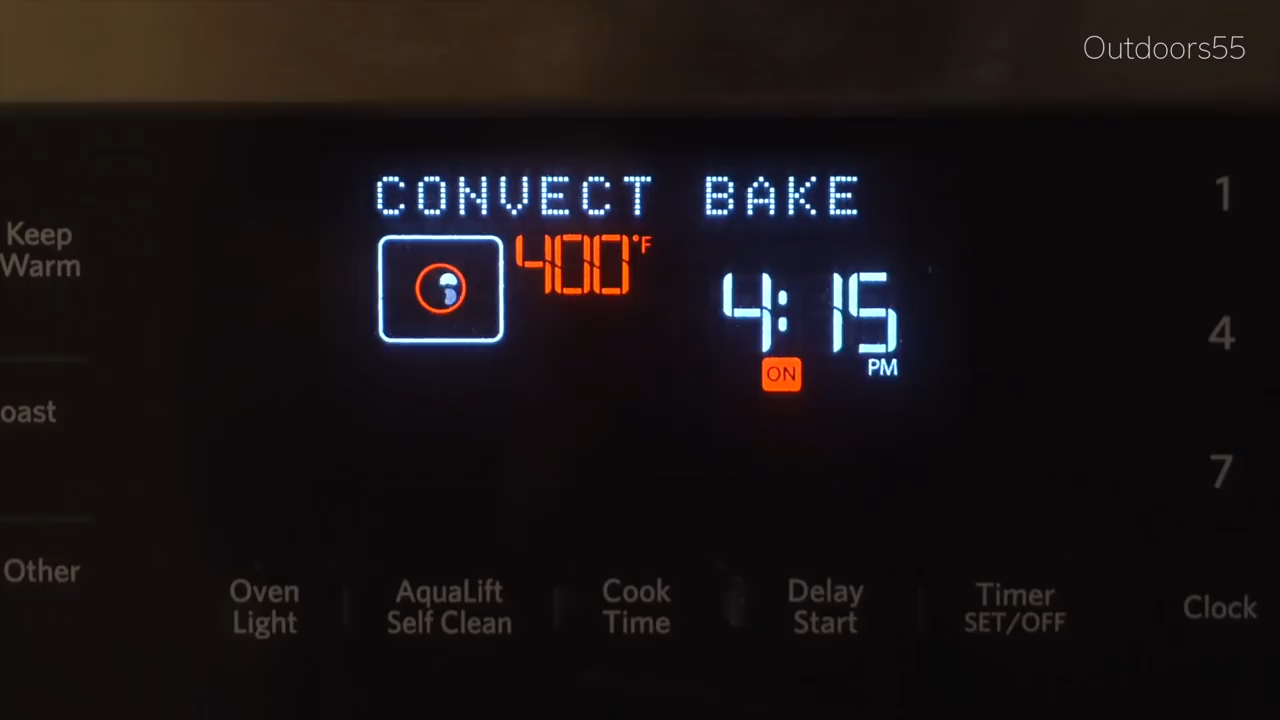 Outdoors55
CONVECT BAKE
400°F
4:15
ON
PM
1
Keep
Warm
4
oast
7
Other
Oven
Light
AquaLift
Self Clean
Cook
Time
Delay
Start
Timer
SET/OFF
Clock